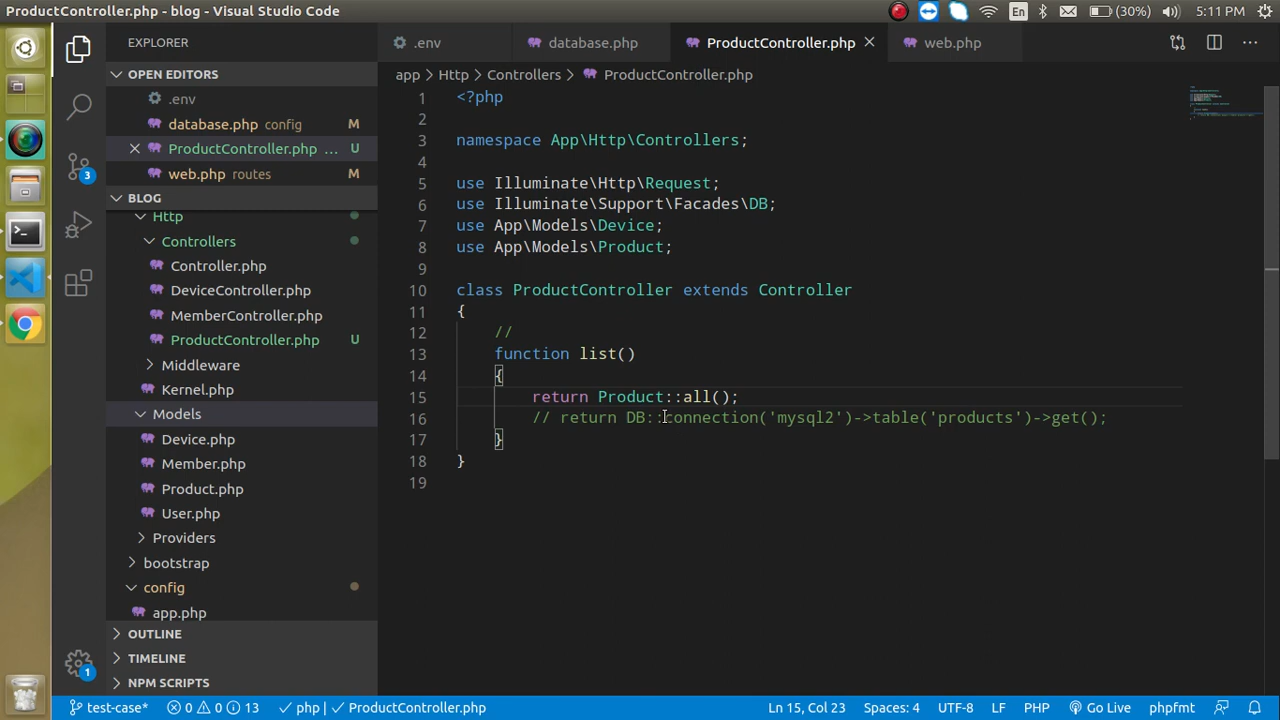 ProductController.php - blog - Visual Studio Code
En
(30%)
5:11 PM
EXPLORER
.env
database.php
ProductController.php
web.php
OPEN EDITORS
.env
database.php config M
ProductController.php ... U
web.php routes M
3
BLOG
Http
Controllers
Controller.php
DeviceController.php
MemberController.php
ProductController.php U
Middleware
Kernel.php
Models
Device.php
Member.php
Product.php
User.php
Providers
bootstrap
config
app.php
OUTLINE
TIMELINE
NPM SCRIPTS
1
app > Http > Controllers > ProductController.php
1 <?php
2
3 namespace App\Http\Controllers;
4
5 use Illuminate\Http\Request;
6 use Illuminate\Support\Facades\DB;
7 use App\Models\Device;
8 use App\Models\Product;
9
10 class ProductController extends Controller
11 {
12 //
13 function list()
14 {
15 return Product::all();
16 // return DB::connection('mysql2')->table('products')->get();
17 }
18 }
19
test-case* 0 0 13 php | ProductController.php Ln 15, Col 23 Spaces: 4 UTF-8 LF PHP Go Live phpfmt